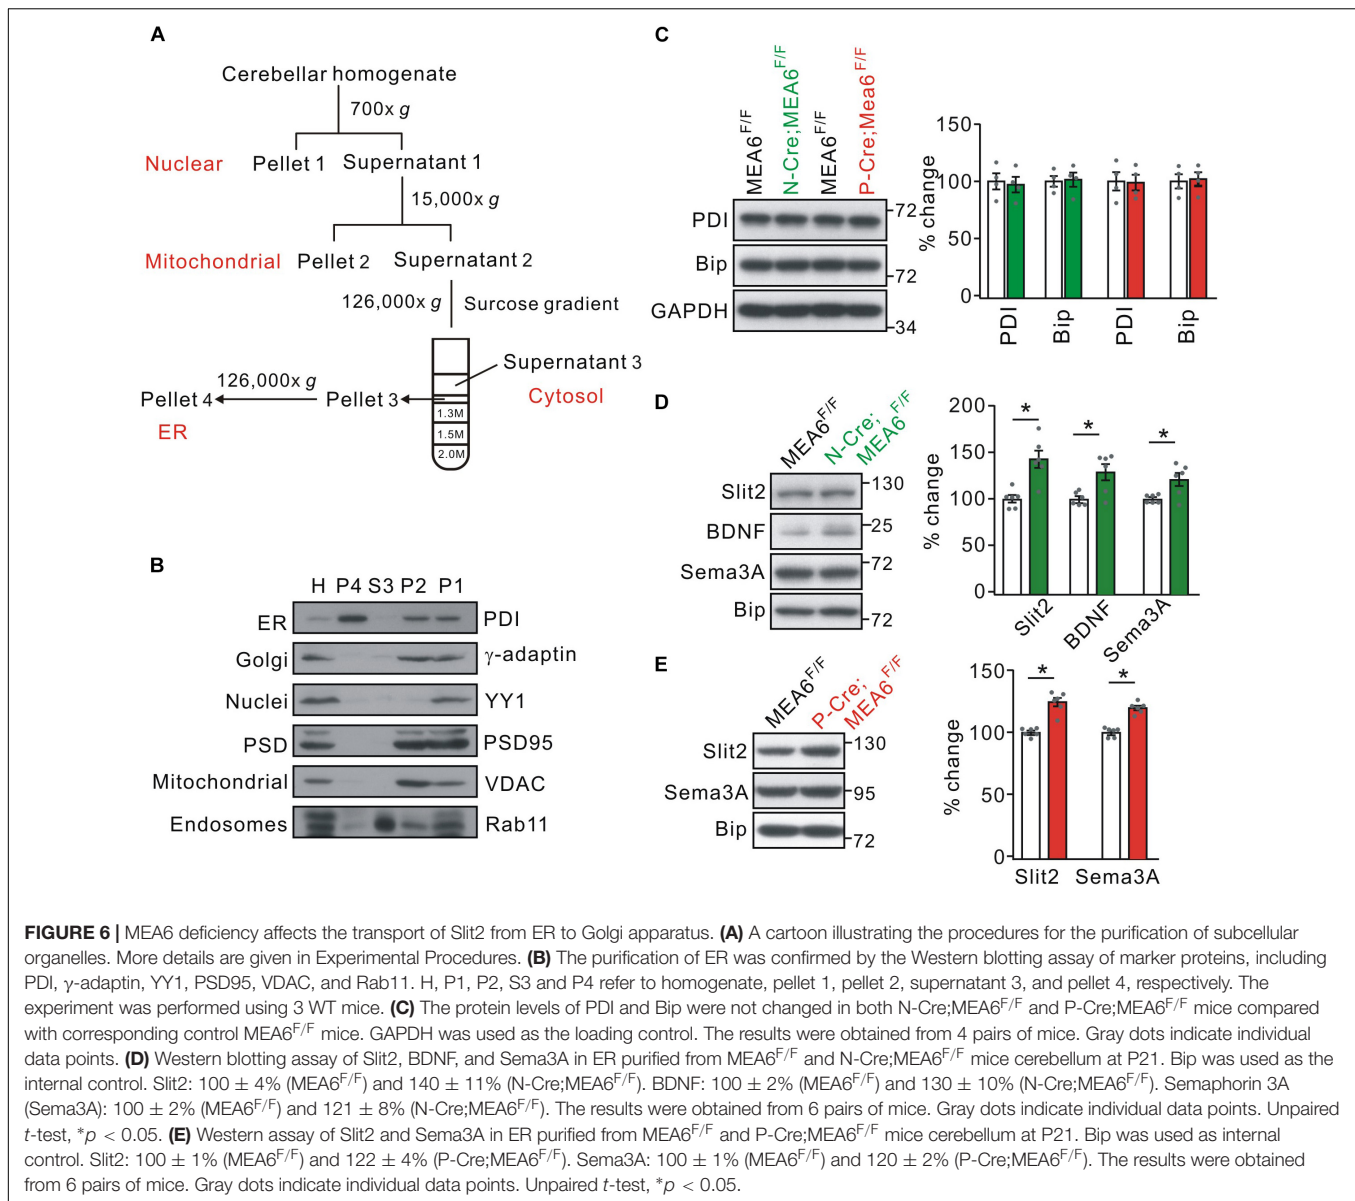 A
Cerebellar homogenate
700x g
Nuclear Pellet 1 Supernatant 1
15,000x g
Mitochondrial Pellet 2 Supernatant 2
126,000x g Surcose gradient
Supernatant 3
126,000x g
Pellet 4 Pellet 3 Cytosol
ER
1.3M
1.5M
2.0M
B
H P4 S3 P2 P1
ER PDI
Golgi γ-adaptin
Nuclei YY1
PSD PSD95
Mitochondrial VDAC
Endosomes Rab11
C
MEA6F/F
N-Cre;MEA6F/F
MEA6F/F
P-Cre;Mea6F/F
PDI 72
Bip 72
GAPDH 34
% change
150
100
50
0
PDI Bip PDI Bip
D
MEA6F/F
N-Cre;
MEA6F/F
Slit2 130
BDNF 25
Sema3A 72
Bip 72
% change
200
150
100
50
0
* * *
Slit2 BDNF Sema3A
E
MEA6F/F
P-Cre;
MEA6F/F
Slit2 130
Sema3A 95
Bip 72
% change
150
100
50
0
* *
Slit2 Sema3A
FIGURE 6 | MEA6 deficiency affects the transport of Slit2 from ER to Golgi apparatus. (A) A cartoon illustrating the procedures for the purification of subcellular
organelles. More details are given in Experimental Procedures. (B) The purification of ER was confirmed by the Western blotting assay of marker proteins, including
PDI, γ-adaptin, YY1, PSD95, VDAC, and Rab11. H, P1, P2, S3 and P4 refer to homogenate, pellet 1, pellet 2, supernatant 3, and pellet 4, respectively. The
experiment was performed using 3 WT mice. (C) The protein levels of PDI and Bip were not changed in both N-Cre;MEA6F/F and P-Cre;MEA6F/F mice compared
with corresponding control MEA6F/F mice. GAPDH was used as the loading control. The results were obtained from 4 pairs of mice. Gray dots indicate individual
data points. (D) Western blotting assay of Slit2, BDNF, and Sema3A in ER purified from MEA6F/F and N-Cre;MEA6F/F mice cerebellum at P21. Bip was used as the
internal control. Slit2: 100 ± 4% (MEA6F/F) and 140 ± 11% (N-Cre;MEA6F/F). BDNF: 100 ± 2% (MEA6F/F) and 130 ± 10% (N-Cre;MEA6F/F). Semaphorin 3A
(Sema3A): 100 ± 2% (MEA6F/F) and 121 ± 8% (N-Cre;MEA6F/F). The results were obtained from 6 pairs of mice. Gray dots indicate individual data points. Unpaired
t-test, *p < 0.05. (E) Western assay of Slit2 and Sema3A in ER purified from MEA6F/F and P-Cre;MEA6F/F mice cerebellum at P21. Bip was used as internal
control. Slit2: 100 ± 1% (MEA6F/F) and 122 ± 4% (P-Cre;MEA6F/F). Sema3A: 100 ± 1% (MEA6F/F) and 120 ± 2% (P-Cre;MEA6F/F). The results were obtained
from 6 pairs of mice. Gray dots indicate individual data points. Unpaired t-test, *p < 0.05.